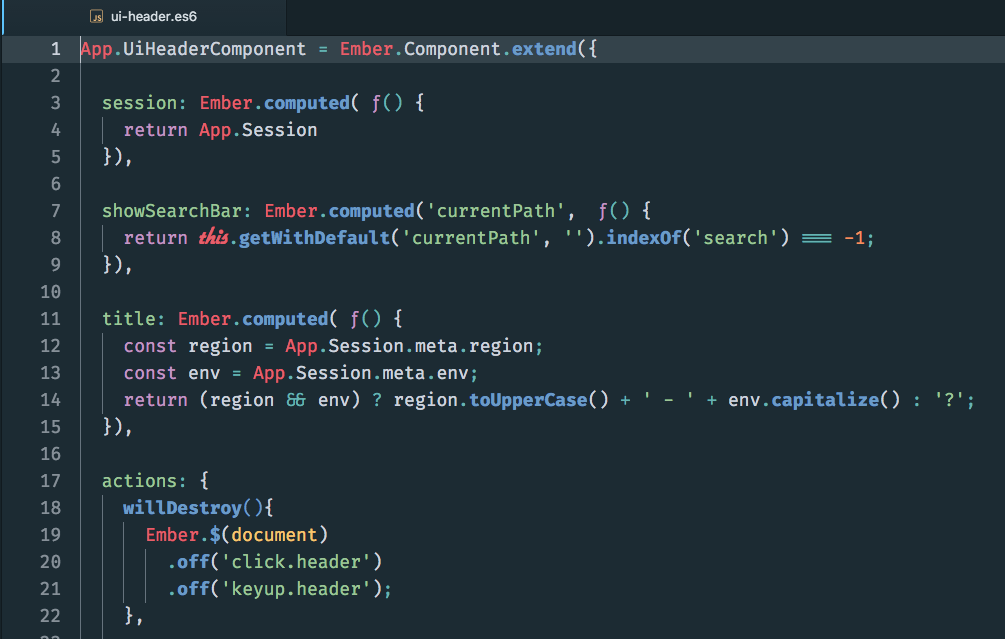 JS ui-header.es6
1 App.UiHeaderComponent = Ember.Component.extend({
2
3 session: Ember.computed( ƒ() {
4 return App.Session
5 }),
6
7 showSearchBar: Ember.computed('currentPath',  ƒ() {
8 return this.getWithDefault('currentPath', '').indexOf('search') === -1;
9 }),
10
11 title: Ember.computed( ƒ() {
12 const region = App.Session.meta.region;
13 const env = App.Session.meta.env;
14 return (region && env) ? region.toUpperCase() + ' - ' + env.capitalize() : '?';
15 }),
16
17 actions: {
18 willDestroy(){
19 Ember.$(document)
20 .off('click.header')
21 .off('keyup.header');
22 },